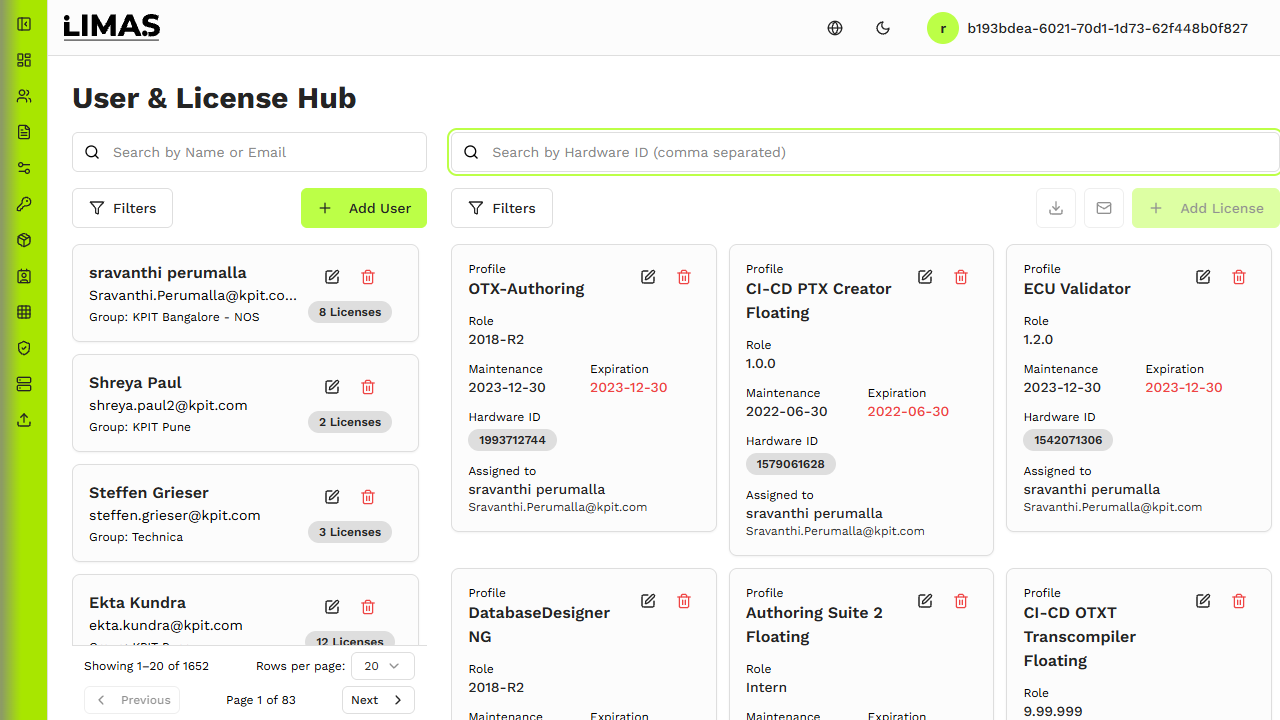 LIMAS
r
b193bdea-6021-70d1-1d73-62f448b0f827
User & License Hub
Search by Name or Email
Search by Hardware ID (comma separated)
Filters
Add User
Filters
Add License
sravanthi perumalla
Sravanthi.Perumalla@kpit.co...
Group: KPIT Bangalore - NOS
8 Licenses
Shreya Paul
shreya.paul2@kpit.com
Group: KPIT Pune
2 Licenses
Steffen Grieser
steffen.grieser@kpit.com
Group: Technica
3 Licenses
Ekta Kundra
ekta.kundra@kpit.com
12 Licenses
Showing 1–20 of 1652
Rows per page:
20
Previous
Page 1 of 83
Next
Profile
OTX-Authoring
Role
2018-R2
Maintenance
Expiration
2023-12-30
2023-12-30
Hardware ID
1993712744
Assigned to
sravanthi perumalla
Sravanthi.Perumalla@kpit.com
Profile
CI-CD PTX Creator
Floating
Role
1.0.0
Maintenance
Expiration
2022-06-30
2022-06-30
Hardware ID
1579061628
Assigned to
sravanthi perumalla
Sravanthi.Perumalla@kpit.com
Profile
ECU Validator
Role
1.2.0
Maintenance
Expiration
2023-12-30
2023-12-30
Hardware ID
1542071306
Assigned to
sravanthi perumalla
Sravanthi.Perumalla@kpit.com
Profile
DatabaseDesigner
NG
Role
2018-R2
Maintenance
Expiration
Profile
Authoring Suite 2
Floating
Role
Intern
Maintenance
Expiration
Profile
CI-CD OTXT
Transcompiler
Floating
Role
9.99.999